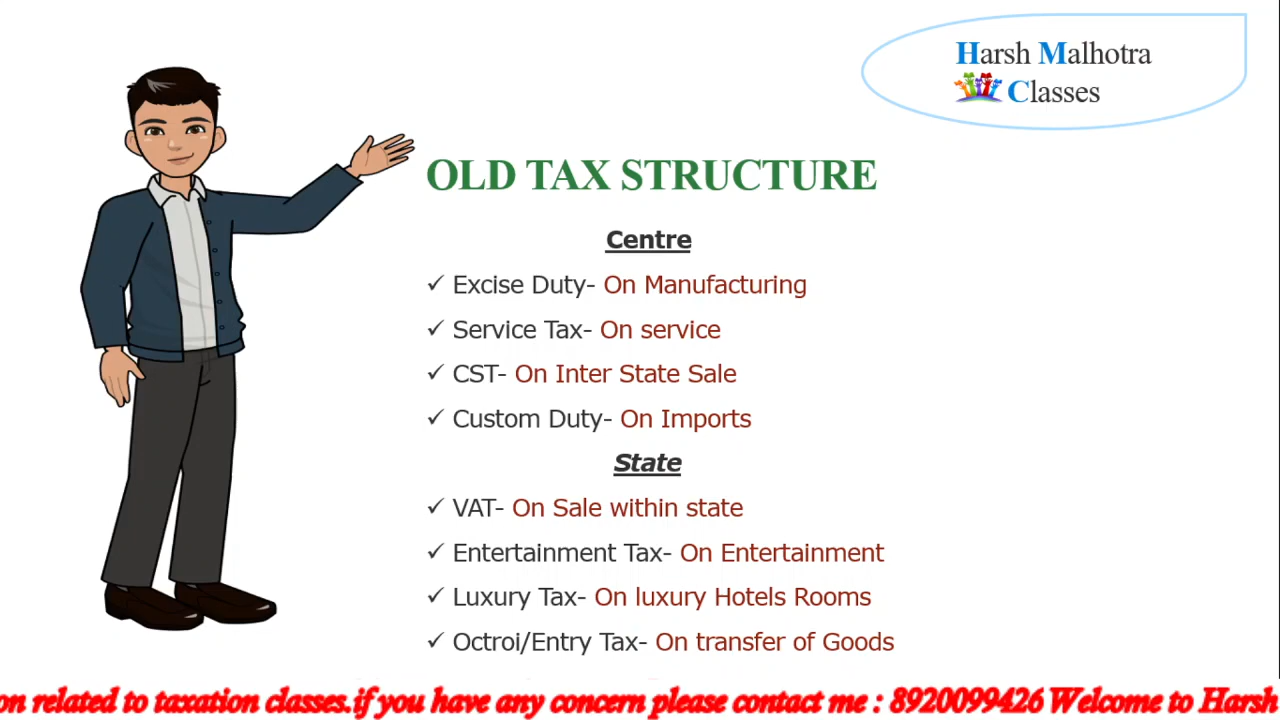 Harsh Malhotra
Classes
OLD TAX STRUCTURE
Centre
✓ Excise Duty- On Manufacturing
✓ Service Tax- On service
✓ CST- On Inter State Sale
✓ Custom Duty- On Imports
State
✓ VAT- On Sale within state
✓ Entertainment Tax- On Entertainment
✓ Luxury Tax- On luxury Hotels Rooms
✓ Octroi/Entry Tax- On transfer of Goods
on related to taxation classes.if you have any concern please contact me : 8920099426 Welcome to Harsh